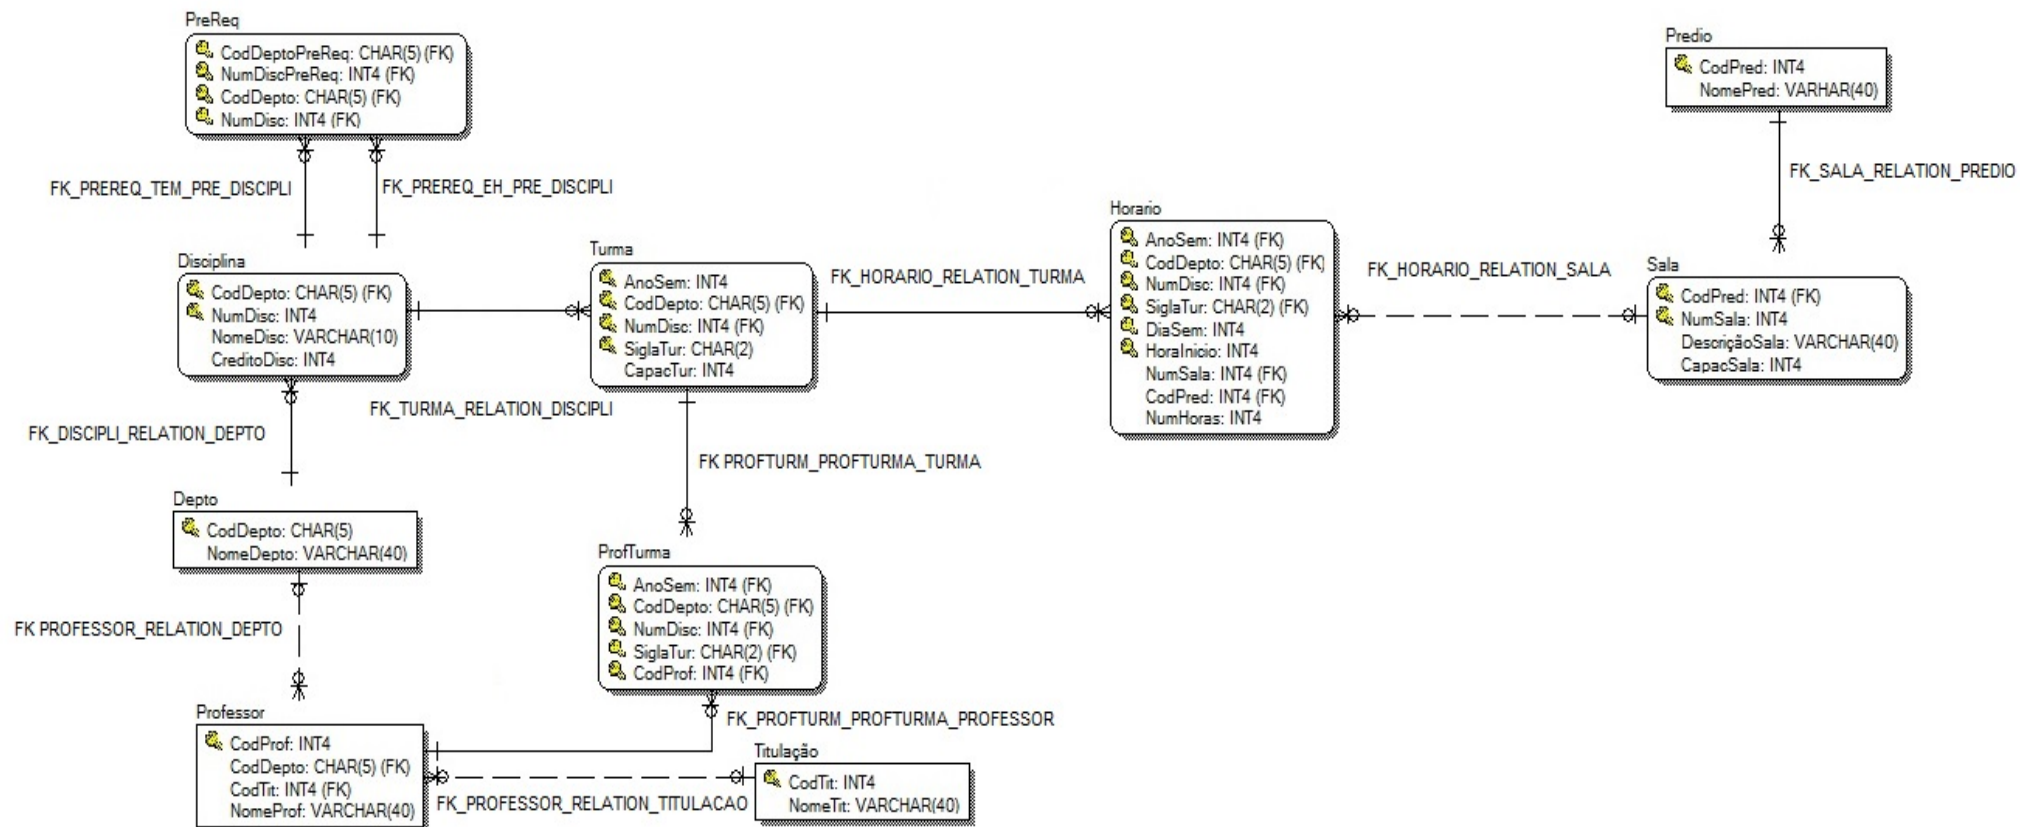 PreReq
CodDeptoPreReq: CHAR(5) (FK)
NumDiscPreReq: INT4 (FK)
CodDepto: CHAR(5) (FK)
NumDisc: INT4 (FK)
Predio
CodPred: INT4
NomePred: VARHAR(40)
FK_PREREQ_TEM_PRE_DISCIPLI
FK_PREREQ_EH_PRE_DISCIPLI
FK_SALA_RELATION_PREDIO
Disciplina
CodDepto: CHAR(5) (FK)
NumDisc: INT4
NomeDisc: VARCHAR(10)
CreditoDisc: INT4
Turma
AnoSem: INT4
CodDepto: CHAR(5) (FK)
NumDisc: INT4 (FK)
SiglaTur: CHAR(2)
CapacTur: INT4
FK_HORARIO_RELATION_TURMA
Horario
AnoSem: INT4 (FK)
CodDepto: CHAR(5) (FK)
NumDisc: INT4 (FK)
SiglaTur: CHAR(2) (FK)
DiaSem: INT4
HoraInicio: INT4
NumSala: INT4 (FK)
CodPred: INT4 (FK)
NumHoras: INT4
FK_HORARIO_RELATION_SALA
Sala
CodPred: INT4 (FK)
NumSala: INT4
DescriçãoSala: VARCHAR(40)
CapacSala: INT4
FK_TURMA_RELATION_DISCIPLI
FK_DISCIPLI_RELATION_DEPTO
FK PROFTURM_PROFTURMA_TURMA
Depto
CodDepto: CHAR(5)
NomeDepto: VARCHAR(40)
ProfTurma
AnoSem: INT4 (FK)
CodDepto: CHAR(5) (FK)
NumDisc: INT4 (FK)
SiglaTur: CHAR(2) (FK)
CodProf: INT4 (FK)
FK PROFESSOR_RELATION_DEPTO
Professor
CodProf: INT4
CodDepto: CHAR(5) (FK)
CodTit: INT4 (FK)
NomeProf: VARCHAR(40)
FK_PROFTURM_PROFTURMA_PROFESSOR
Titulação
CodTit: INT4
NomeTit: VARCHAR(40)
FK_PROFESSOR_RELATION_TITULACAO